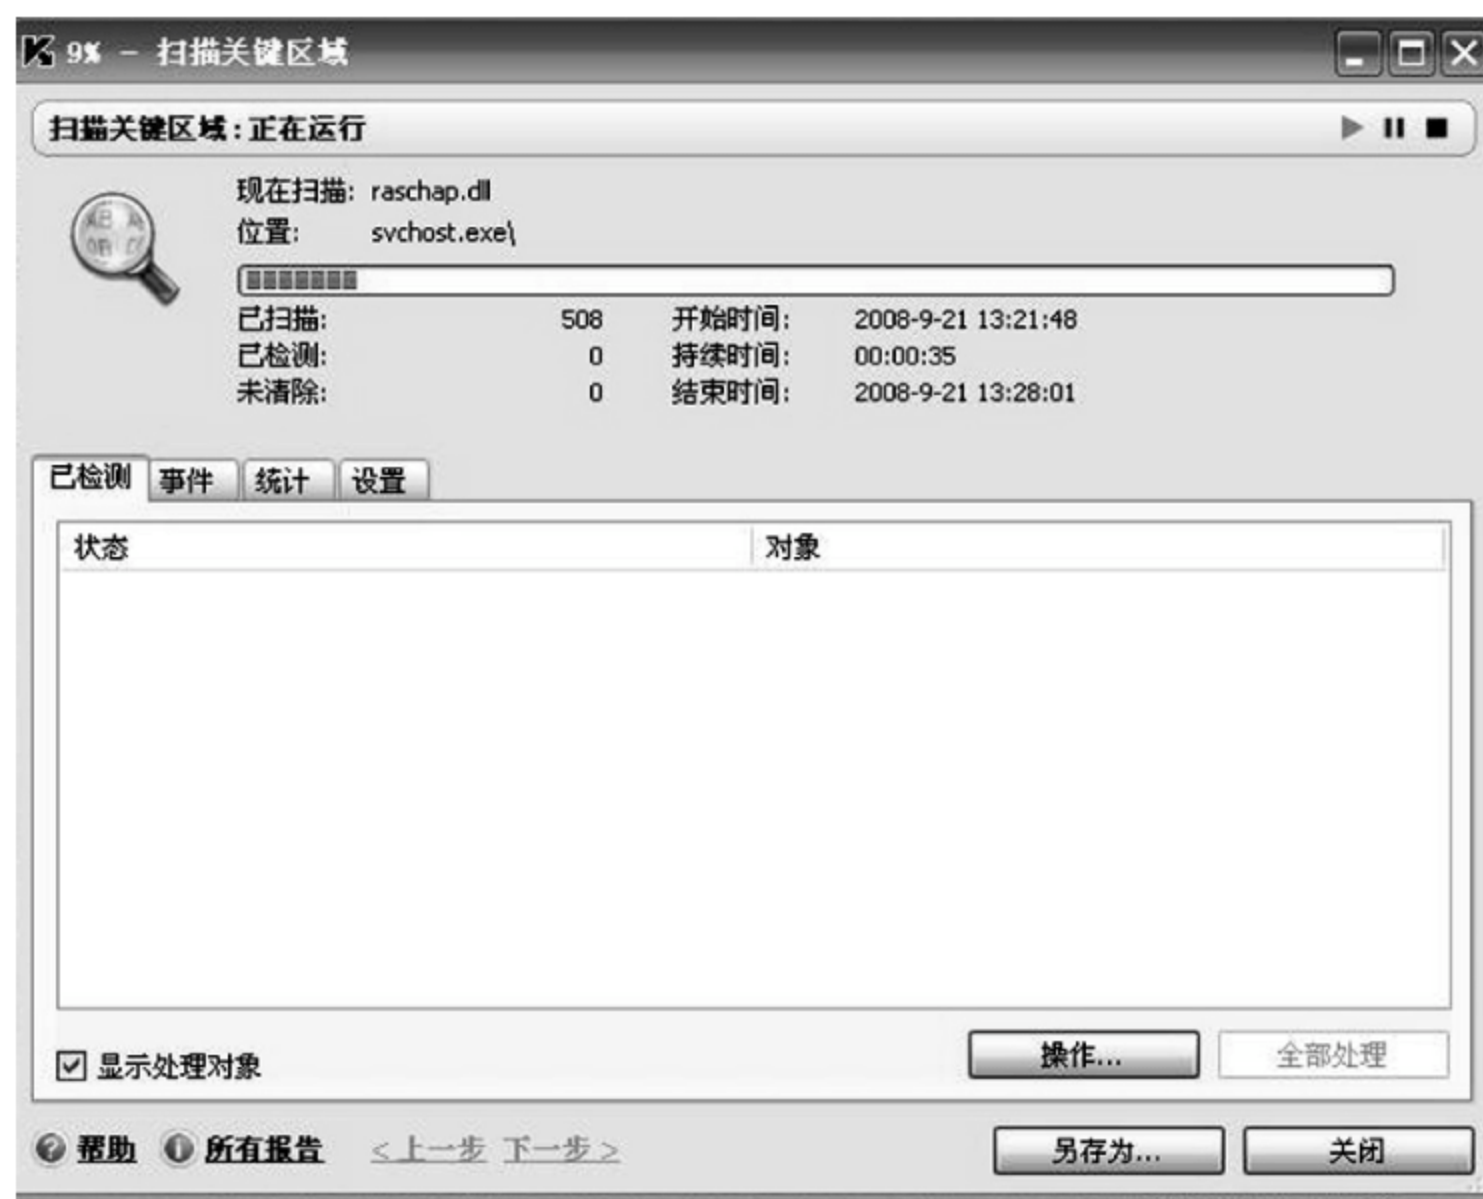 9% - 扫描关键区域
扫描关键区域:正在运行
现在扫描: raschap.dll
位置: svchost.exe\
已扫描: 508 开始时间: 2008-9-21 13:21:48
已检测: 0 持续时间: 00:00:35
未清除: 0 结束时间: 2008-9-21 13:28:01
已检测 事件 统计 设置
状态 对象
显示处理对象 操作... 全部处理
帮助 所有报告 <上一步 下一步> 另存为... 关闭